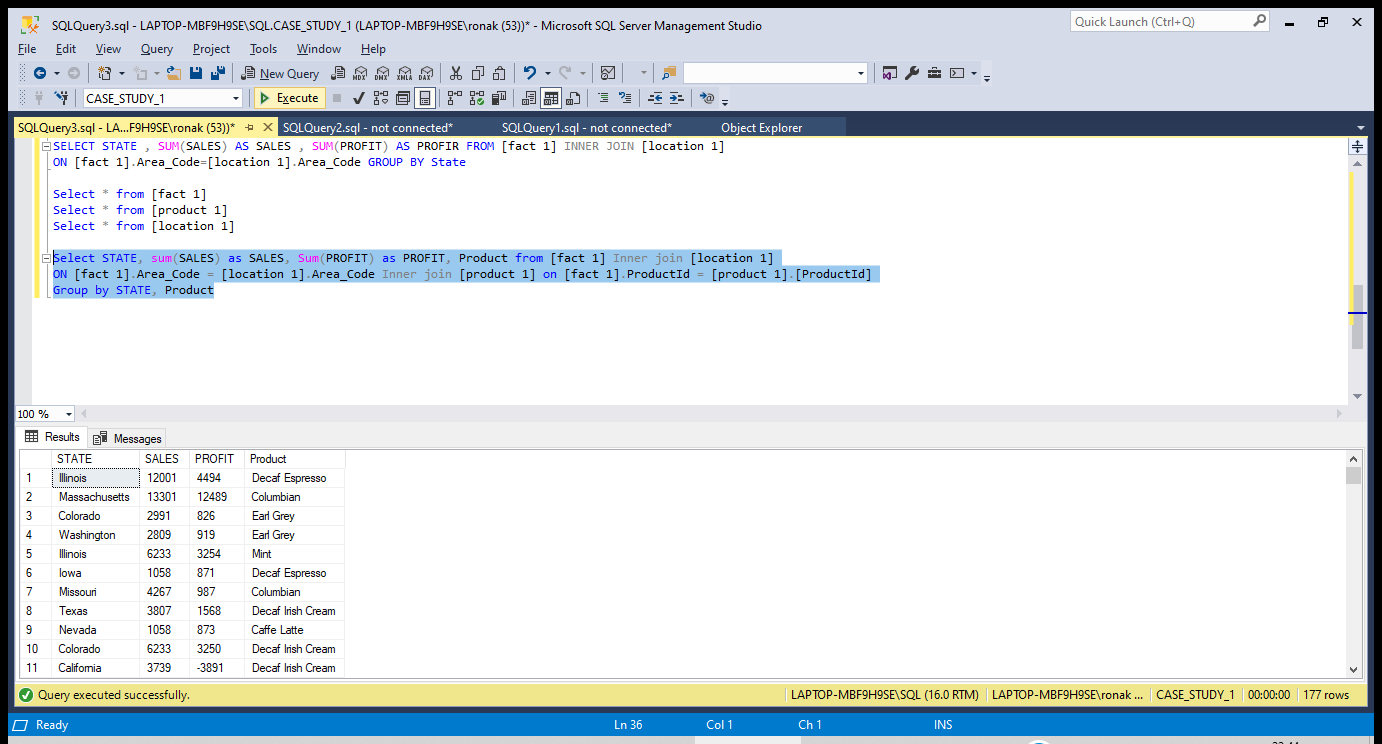 SQLQuery3.sql - LAPTOP-MBF9H9SE\SQL.CASE_STUDY_1 (LAPTOP-MBF9H9SE\ronak (53))* - Microsoft SQL Server Management Studio
Quick Launch (Ctrl+Q)
File Edit View Query Project Tools Window Help
New Query MDX DMX XMLA DAX
CASE_STUDY_1 Execute
SQLQuery3.sql - LA...F9H9SE\ronak (53))* SQLQuery2.sql - not connected* SQLQuery1.sql - not connected* Object Explorer
SELECT STATE , SUM(SALES) AS SALES , SUM(PROFIT) AS PROFIR FROM [fact 1] INNER JOIN [location 1]
ON [fact 1].Area_Code=[location 1].Area_Code GROUP BY State
Select * from [fact 1]
Select * from [product 1]
Select * from [location 1]
Select STATE, sum(SALES) as SALES, Sum(PROFIT) as PROFIT, Product from [fact 1] Inner join [location 1]
ON [fact 1].Area_Code = [location 1].Area_Code Inner join [product 1] on [fact 1].ProductId = [product 1].[ProductId]
Group by STATE, Product
100 %
Results Messages
STATE SALES PROFIT Product
1 Illinois 12001 4494 Decaf Espresso
2 Massachusetts 13301 12489 Columbian
3 Colorado 2991 826 Earl Grey
4 Washington 2809 919 Earl Grey
5 Illinois 6233 3254 Mint
6 Iowa 1058 871 Decaf Espresso
7 Missouri 4267 987 Columbian
8 Texas 3807 1568 Decaf Irish Cream
9 Nevada 1058 873 Caffe Latte
10 Colorado 6233 3250 Decaf Irish Cream
11 California 3739 -3891 Decaf Irish Cream
Query executed successfully. LAPTOP-MBF9H9SE\SQL (16.0 RTM) LAPTOP-MBF9H9SE\ronak ... CASE_STUDY_1 00:00:00 177 rows
Ready Ln 36 Col 1 Ch 1 INS